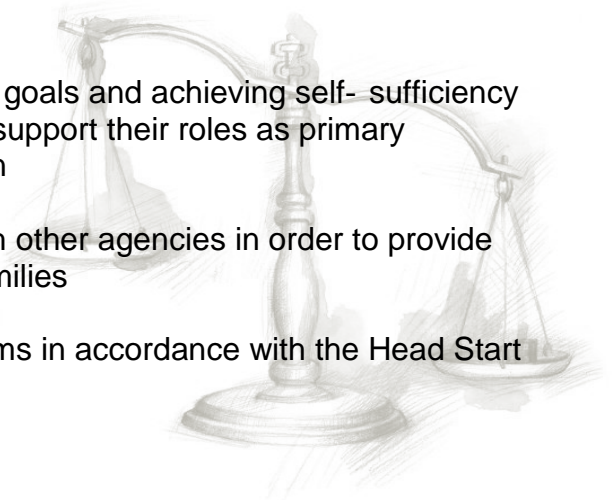 goals and achieving self- sufficiency
support their roles as primary
n
n other agencies in order to provide
milies
ms in accordance with the Head Start